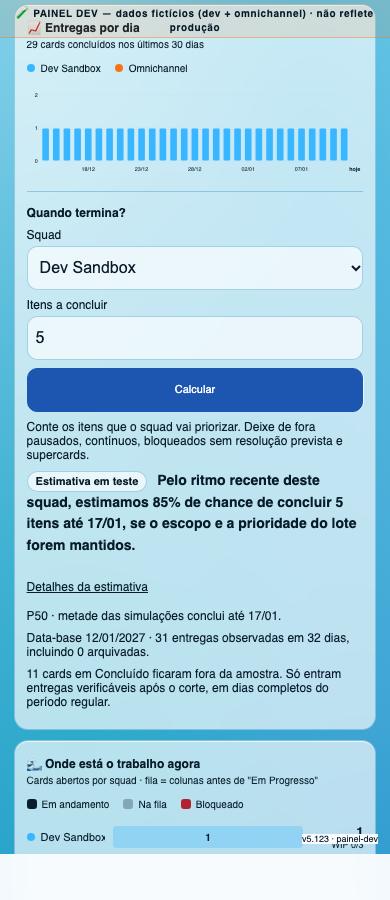 PAINEL DEV — dados fictícios (dev + omnichannel) · não reflete
produção
Entregas por dia
29 cards concluídos nos últimos 30 dias
Dev Sandbox
Omnichannel
2
1
0
18/12
23/12
28/12
02/01
07/01
hoje
Quando termina?
Squad
Dev Sandbox
Itens a concluir
5
Calcular
Conte os itens que o squad vai priorizar. Deixe de fora
pausados, contínuos, bloqueados sem resolução prevista e
supercards.
Estimativa em teste Pelo ritmo recente deste
squad, estimamos 85% de chance de concluir 5
itens até 17/01, se o escopo e a prioridade do lote
forem mantidos.
Detalhes da estimativa
P50 · metade das simulações conclui até 17/01.
Data-base 12/01/2027 · 31 entregas observadas em 32 dias,
incluindo 0 arquivadas.
11 cards em Concluído ficaram fora da amostra. Só entram
entregas verificáveis após o corte, em dias completos do
período regular.
Onde está o trabalho agora
Cards abertos por squad · fila = colunas antes de "Em Progresso"
Em andamento
Na fila
Bloqueado
Dev Sandbox
1
1
v5.123 · painel-dev
WIP 0/3